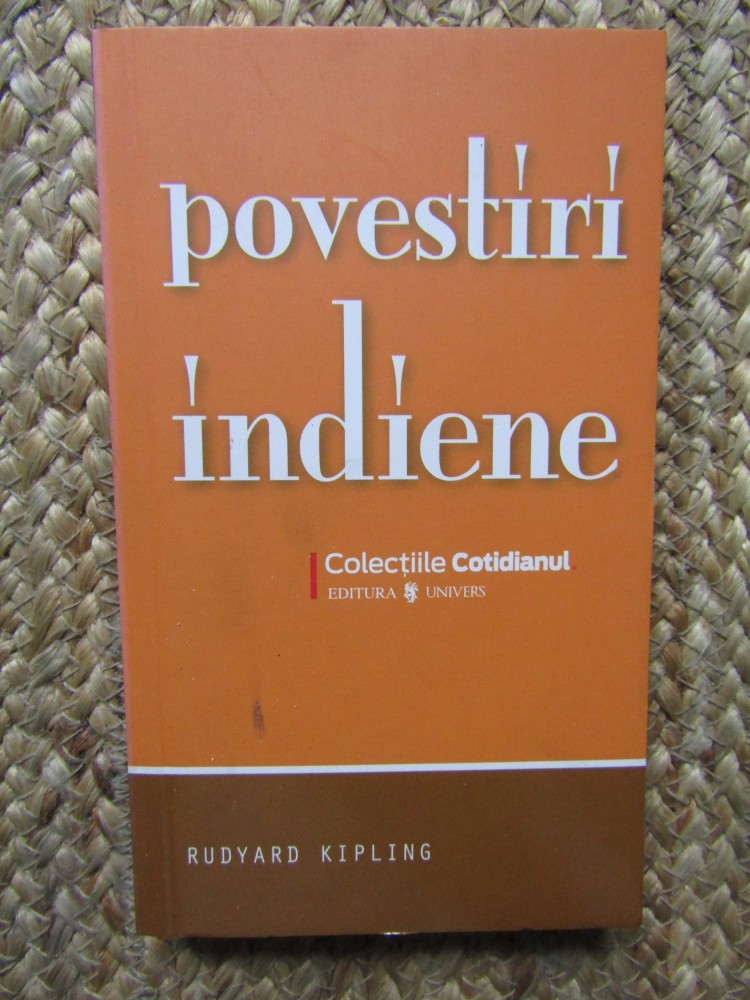 povestiri
indiene
Colecțiile Cotidianul.
EDITURA UNIVERS
RUDYARD KIPLING